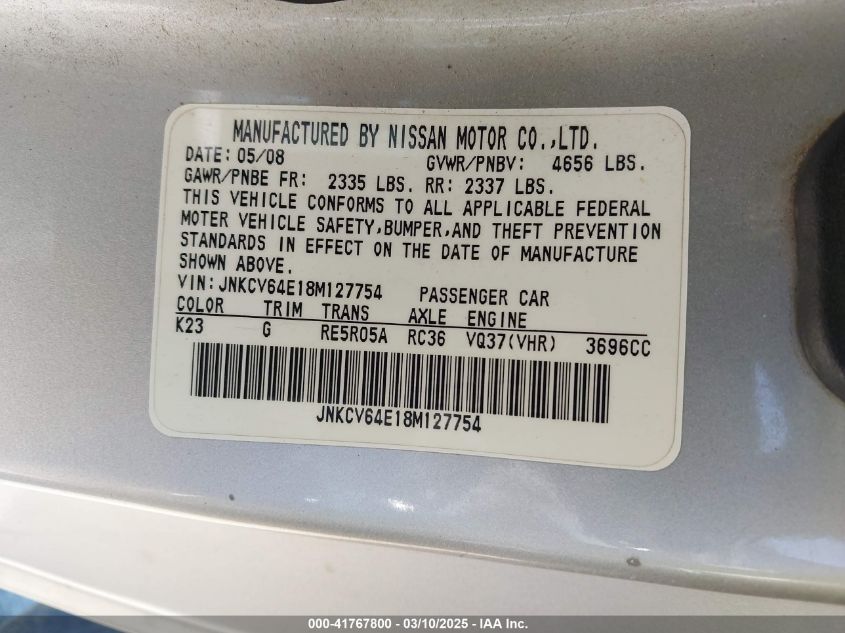 MANUFACTURED BY NISSAN MOTOR CO.,LTD.
DATE: 05/08 GVWR/PNBV: 4656 LBS.
GAWR/PNBE FR: 2335 LBS. RR: 2337 LBS.
THIS VEHICLE CONFORMS TO ALL APPLICABLE FEDERAL
MOTER VEHICLE SAFETY,BUMPER,AND THEFT PREVENTION
STANDARDS IN EFFECT ON THE DATE OF MANUFACTURE
SHOWN ABOVE.
VIN:JNKCV64E18M127754 PASSENGER CAR
COLOR TRIM TRANS AXLE ENGINE
K23 G RE5R05A RC36 VQ37(VHR) 3696CC
JNKCV64E18M127754
000-41767800 - 03/10/2025 - IAA Inc.